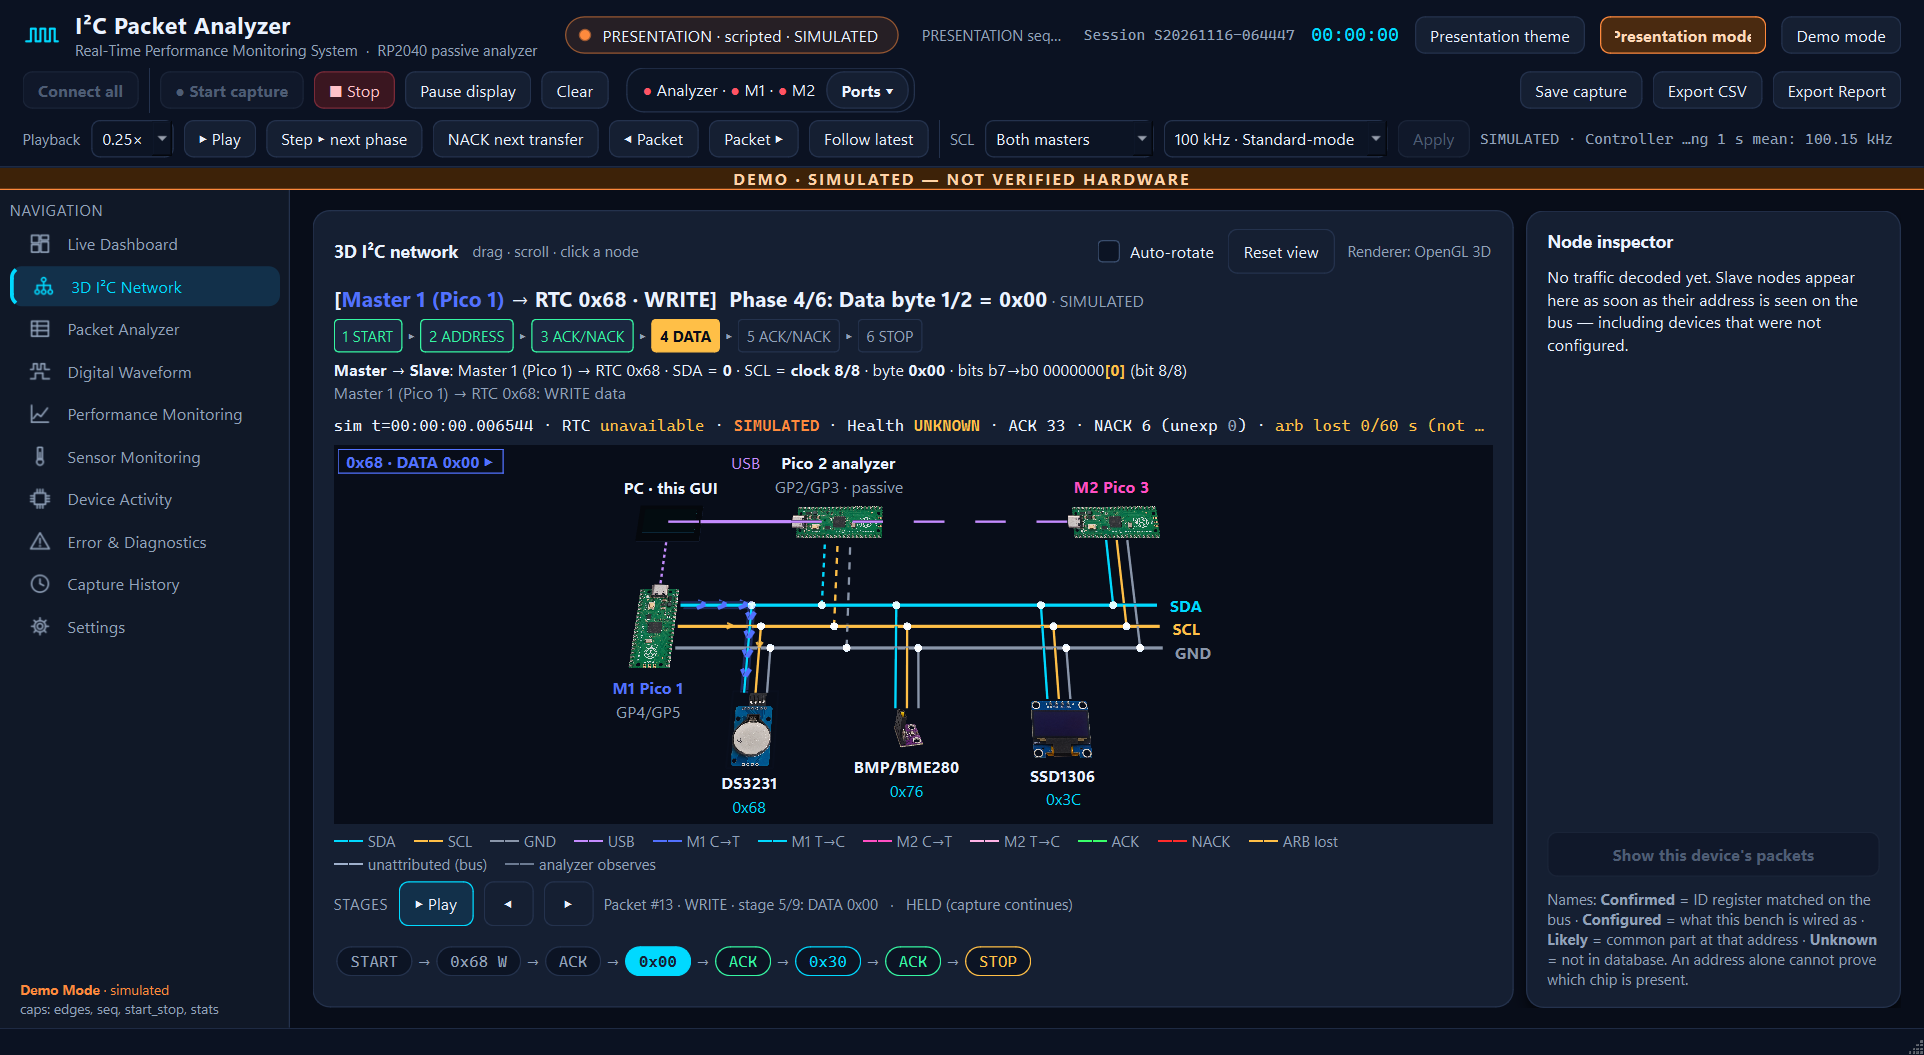 I²C Packet Analyzer
Real-Time Performance Monitoring System · RP2040 passive analyzer
PRESENTATION · scripted · SIMULATED
PRESENTATION seq…
Session S20261116-064447
00:00:00
Presentation theme
Presentation mode
Demo mode
Connect all
● Start capture
■ Stop
Pause display
Clear
● Analyzer · ● M1 · ● M2
Ports ▾
Save capture
Export CSV
Export Report
Playback
0.25×
▸ Play
Step ▸ next phase
NACK next transfer
◂ Packet
Packet ▸
Follow latest
SCL
Both masters
100 kHz · Standard-mode
Apply
SIMULATED · Controller …ng 1 s mean: 100.15 kHz
DEMO · SIMULATED — NOT VERIFIED HARDWARE
NAVIGATION
Live Dashboard
3D I²C Network
Packet Analyzer
Digital Waveform
Performance Monitoring
Sensor Monitoring
Device Activity
Error & Diagnostics
Capture History
Settings
Demo Mode · simulated
caps: edges, seq, start_stop, stats
3D I²C network drag · scroll · click a node
Auto-rotate
Reset view
Renderer: OpenGL 3D
[Master 1 (Pico 1) → RTC 0x68 · WRITE] Phase 4/6: Data byte 1/2 = 0x00 · SIMULATED
1 START ▸ 2 ADDRESS ▸ 3 ACK/NACK ▸ 4 DATA ▸ 5 ACK/NACK ▸ 6 STOP
Master → Slave: Master 1 (Pico 1) → RTC 0x68 · SDA = 0 · SCL = clock 8/8 · byte 0x00 · bits b7→b0 0000000[0] (bit 8/8)
Master 1 (Pico 1) → RTC 0x68: WRITE data
sim t=00:00:00.006544 · RTC unavailable · SIMULATED · Health UNKNOWN · ACK 33 · NACK 6 (unexp 0) · arb lost 0/60 s (not …
0x68 · DATA 0x00 ▸
USB
Pico 2 analyzer
GP2/GP3 · passive
PC · this GUI
M2 Pico 3
SDA
SCL
GND
M1 Pico 1
GP4/GP5
DS3231
0x68
BMP/BME280
0x76
SSD1306
0x3C
SDA SCL GND USB M1 C→T M1 T→C M2 C→T M2 T→C ACK NACK ARB lost
unattributed (bus) analyzer observes
STAGES
▸ Play
◂
▸
Packet #13 · WRITE · stage 5/9: DATA 0x00 · HELD (capture continues)
START → 0x68 W → ACK → 0x00 → ACK → 0x30 → ACK → STOP
Node inspector
No traffic decoded yet. Slave nodes appear
here as soon as their address is seen on the
bus — including devices that were not
configured.
Show this device's packets
Names: Confirmed = ID register matched on the
bus · Configured = what this bench is wired as ·
Likely = common part at that address · Unknown
= not in database. An address alone cannot prove
which chip is present.